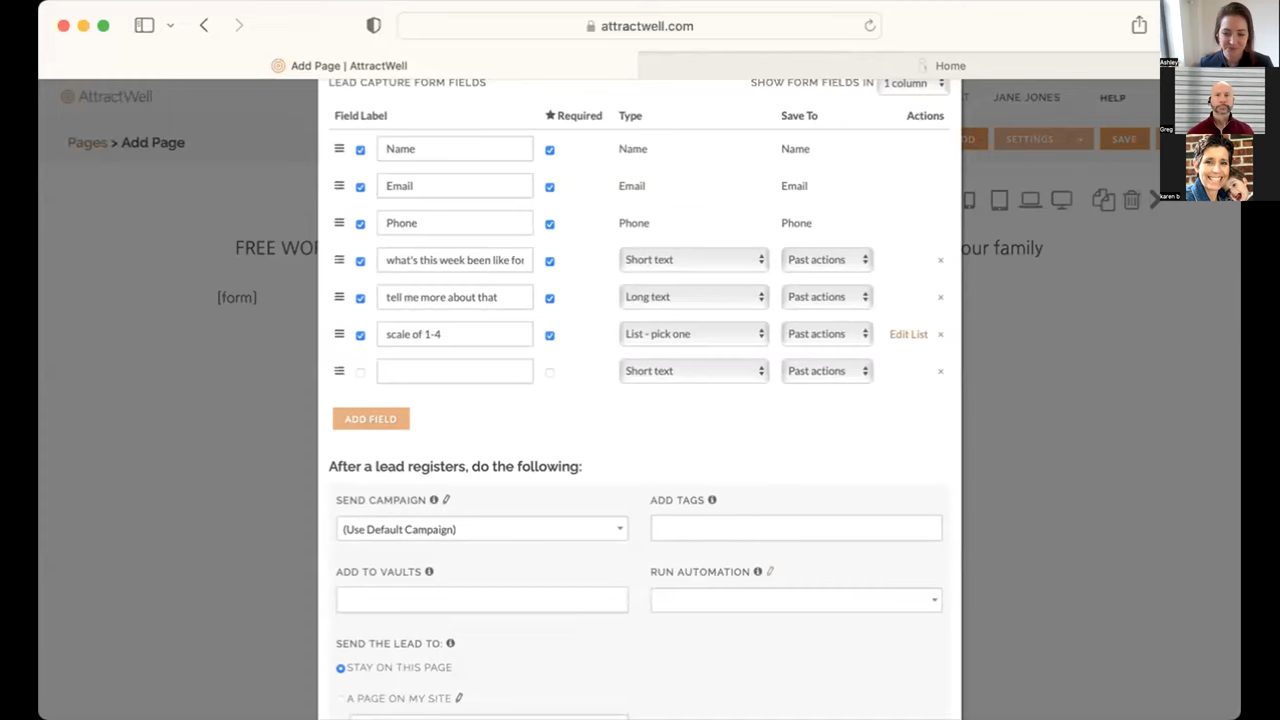 attractwell.com
Add Page | AttractWell
Home
Ashley
Greg
karen b
AttractWell
JANE JONES
HELP
Pages > Add Page
SETTINGS
SAVE
LEAD CAPTURE FORM FIELDS
SHOW FORM FIELDS IN 1 column
Field Label ★ Required Type Save To Actions
Name Name Name
Email Email Email
Phone Phone Phone
what's this week been like for Short text Past actions ×
tell me more about that Long text Past actions ×
scale of 1-4 List - pick one Past actions Edit List ×
Short text Past actions ×
ADD FIELD
FREE WOR
our family
[form]
After a lead registers, do the following:
SEND CAMPAIGN ADD TAGS
(Use Default Campaign)
ADD TO VAULTS RUN AUTOMATION
SEND THE LEAD TO:
STAY ON THIS PAGE
A PAGE ON MY SITE